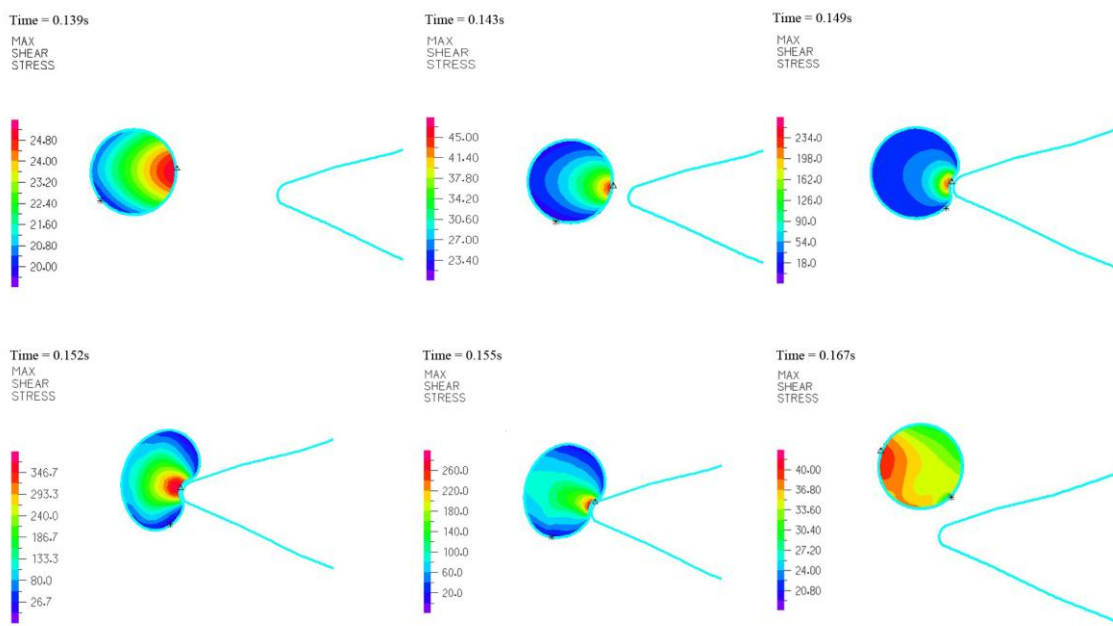 Time = 0.139s
MAX
SHEAR
STRESS
24.80
24.00
23.20
22.40
21.60
20.80
20.00
Time = 0.143s
MAX
SHEAR
STRESS
45.00
41.40
37.80
34.20
30.60
27.00
23.40
Time = 0.149s
MAX
SHEAR
STRESS
234.0
198.0
162.0
126.0
90.0
54.0
18.0
Time = 0.152s
MAX
SHEAR
STRESS
346.7
293.3
240.0
186.7
133.3
80.0
26.7
Time = 0.155s
MAX
SHEAR
STRESS
260.0
220.0
180.0
140.0
100.0
60.0
20.0
Time = 0.167s
MAX
SHEAR
STRESS
40.00
36.80
33.60
30.40
27.20
24.00
20.80